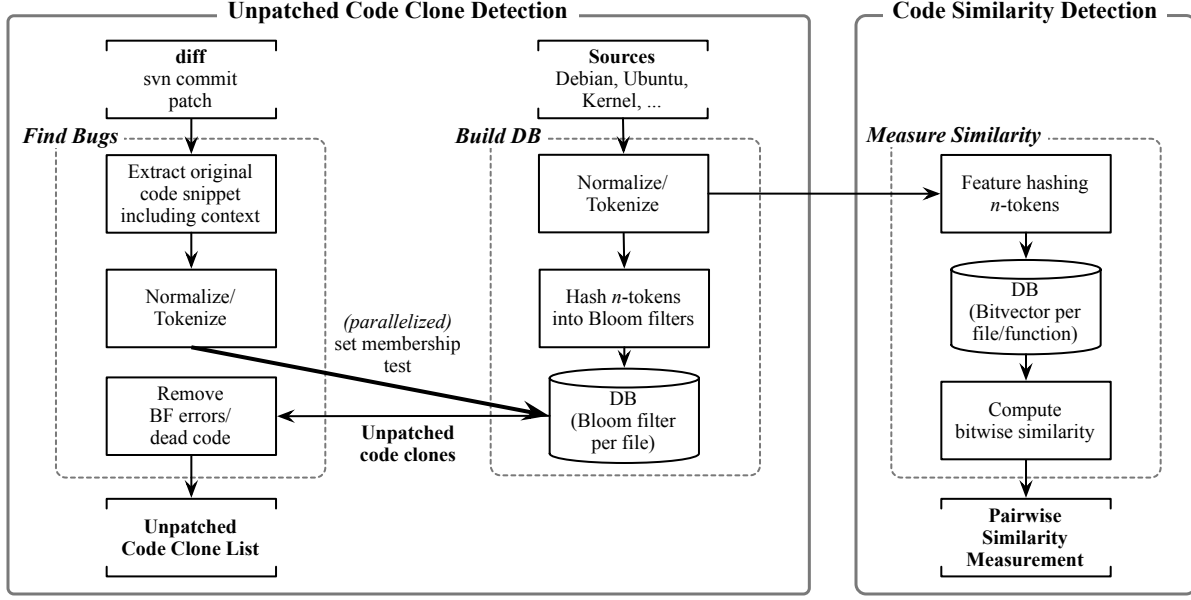 Unpatched Code Clone Detection
diff
svn commit
patch
Sources
Debian, Ubuntu,
Kernel, ...
Find Bugs
Extract original
code snippet
including context
Normalize/
Tokenize
(parallelized)
set membership
test
Remove
BF errors/
dead code
Unpatched
code clones
Unpatched
Code Clone List
Build DB
Normalize/
Tokenize
Hash n-tokens
into Bloom filters
DB
(Bloom filter
per file)
Code Similarity Detection
Measure Similarity
Feature hashing
n-tokens
DB
(Bitvector per
file/function)
Compute
bitwise similarity
Pairwise
Similarity
Measurement